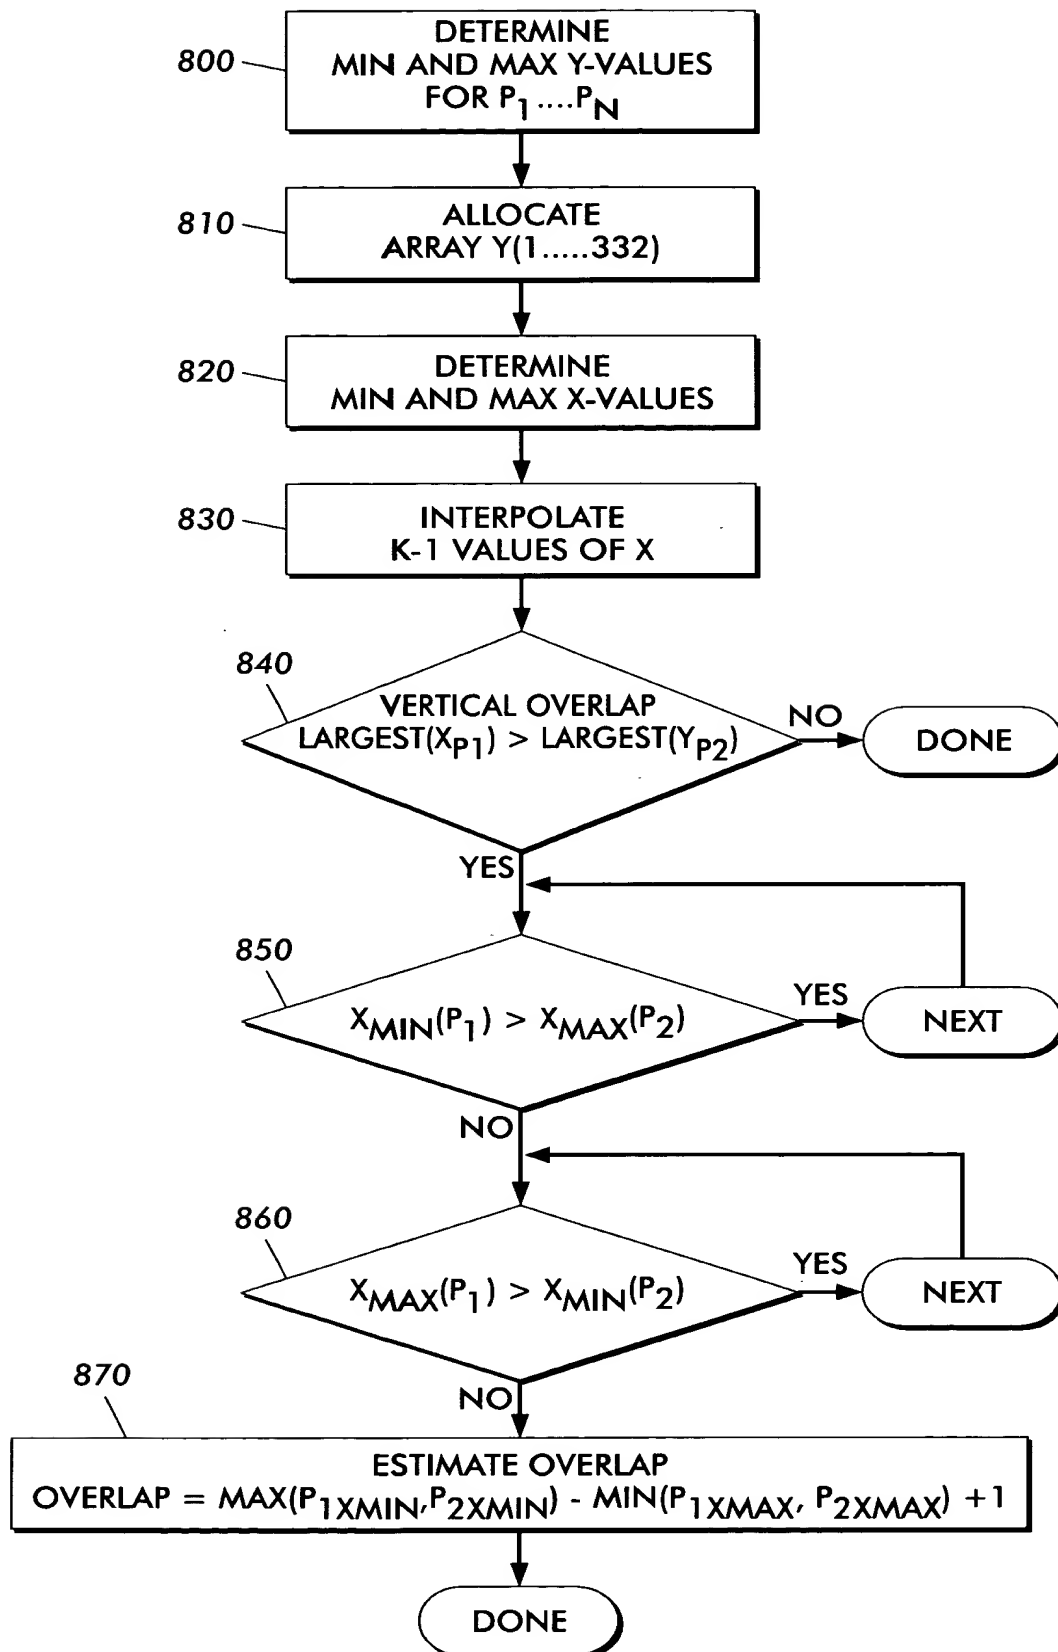 800
DETERMINE
MIN AND MAX Y-VALUES
FOR P1....PN
810
ALLOCATE
ARRAY Y(1.....332)
820
DETERMINE
MIN AND MAX X-VALUES
830
INTERPOLATE
K-1 VALUES OF X
840
VERTICAL OVERLAP
LARGEST(XP1) > LARGEST(YP2)
NO
DONE
YES
850
XMIN(P1) > XMAX(P2)
YES
NEXT
NO
860
XMAX(P1) > XMIN(P2)
YES
NEXT
NO
870
ESTIMATE OVERLAP
OVERLAP = MAX(P1XMIN,P2XMIN) - MIN(P1XMAX, P2XMAX) +1
DONE